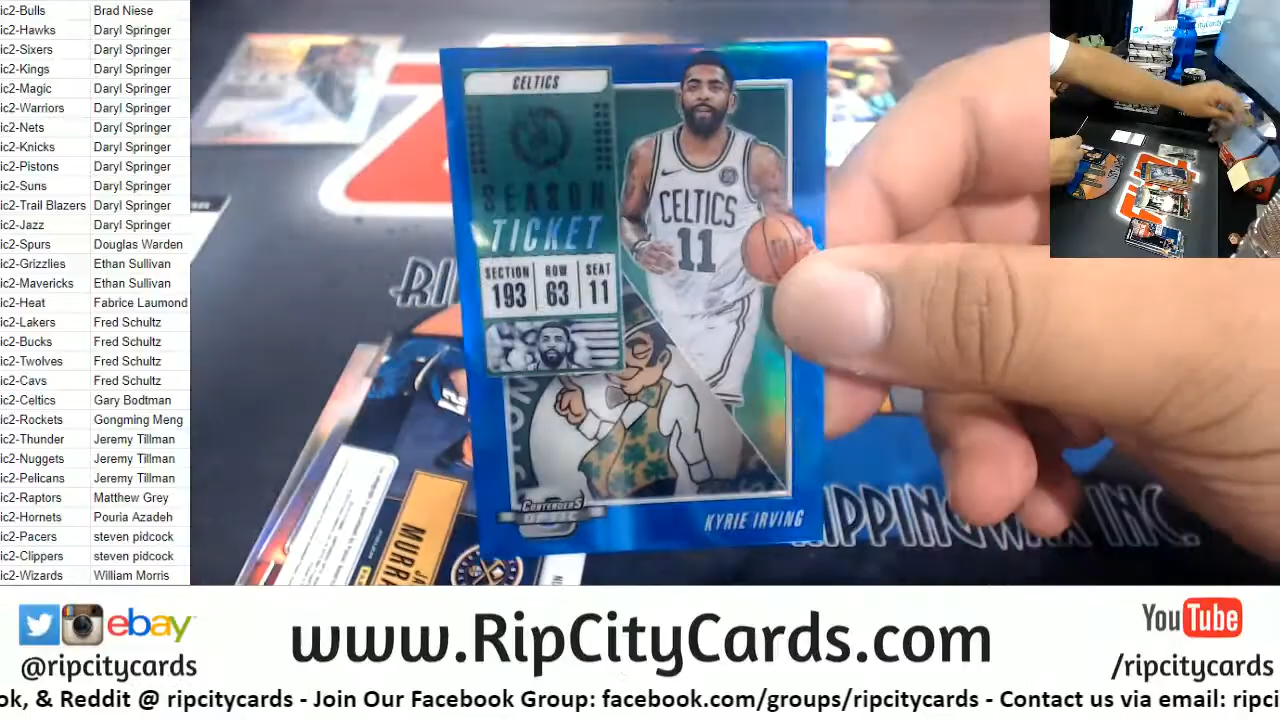 ic2-Bulls Brad Niese
ic2-Hawks Daryl Springer
ic2-Sixers Daryl Springer
ic2-Kings Daryl Springer
ic2-Magic Daryl Springer
ic2-Warriors Daryl Springer
ic2-Nets Daryl Springer
ic2-Knicks Daryl Springer
ic2-Pistons Daryl Springer
ic2-Suns Daryl Springer
ic2-Trail Blazers Daryl Springer
ic2-Jazz Daryl Springer
ic2-Spurs Douglas Warden
ic2-Grizzlies Ethan Sullivan
ic2-Mavericks Ethan Sullivan
ic2-Heat Fabrice Laumond
ic2-Lakers Fred Schultz
ic2-Bucks Fred Schultz
ic2-Twolves Fred Schultz
ic2-Cavs Fred Schultz
ic2-Celtics Gary Bodtman
ic2-Rockets Gongming Meng
ic2-Thunder Jeremy Tillman
ic2-Nuggets Jeremy Tillman
ic2-Pelicans Jeremy Tillman
ic2-Raptors Matthew Grey
ic2-Hornets Pouria Azadeh
ic2-Pacers steven pidcock
ic2-Clippers steven pidcock
ic2-Wizards William Morris
CELTICS
SEASON
TICKET
SECTION ROW SEAT
193 63 11
CELTICS
11
CONTENDERS
OPTIC
KYRIE IRVING
RI
IPPINGWAX INC.
JA
MURR
ebay
@ripcitycards
www.RipCityCards.com
YouTube
/ripcitycards
ok, & Reddit @ ripcitycards - Join Our Facebook Group: facebook.com/groups/ripcitycards - Contact us via email: ripci